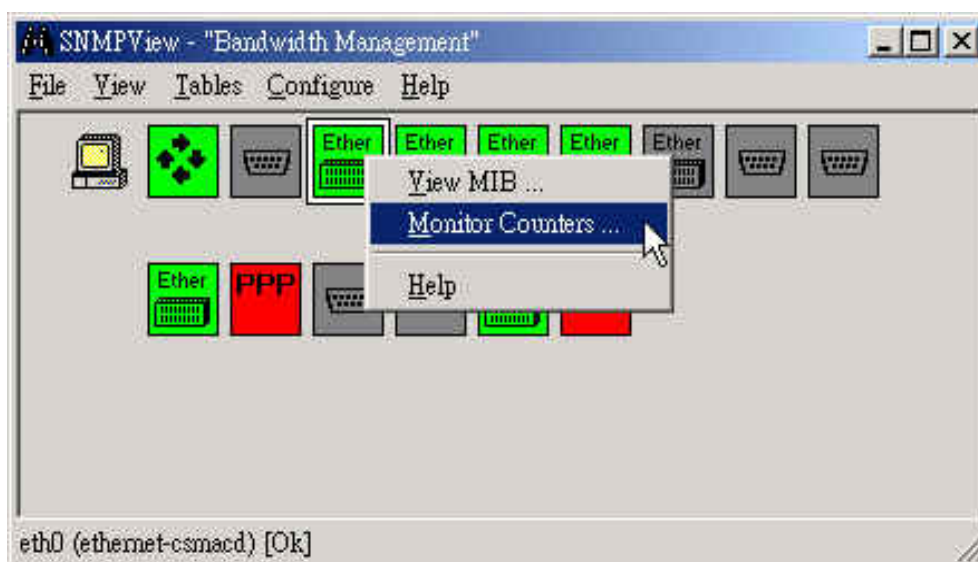 SNMPView - "Bandwidth Management"
File View Tables Configure Help
Ether Ether Ether Ether Ether
View MIB ...
Monitor Counters ...
Help
Ether PPP
eth0 (ethernet-csmacd) [Ok]